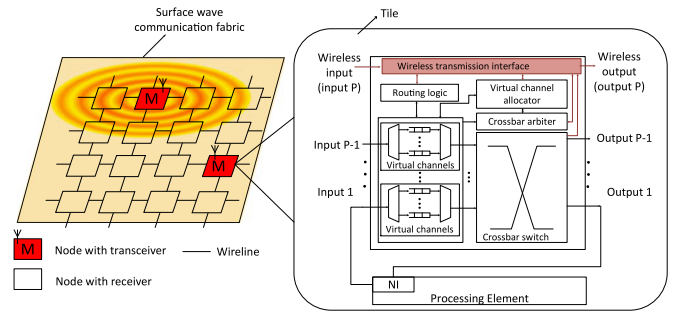 Surface wave
communication fabric
Tile
M
M
M
Node with transceiver
Wireline
Node with receiver
Wireless
input
(input P)
Wireless transmission interface
Wireless
output
(output P)
Routing logic
Virtual channel
allocator
Crossbar arbiter
Input P-1
Virtual channels
Output P-1
Input 1
Virtual channels
Output 1
Crossbar switch
NI
Processing Element